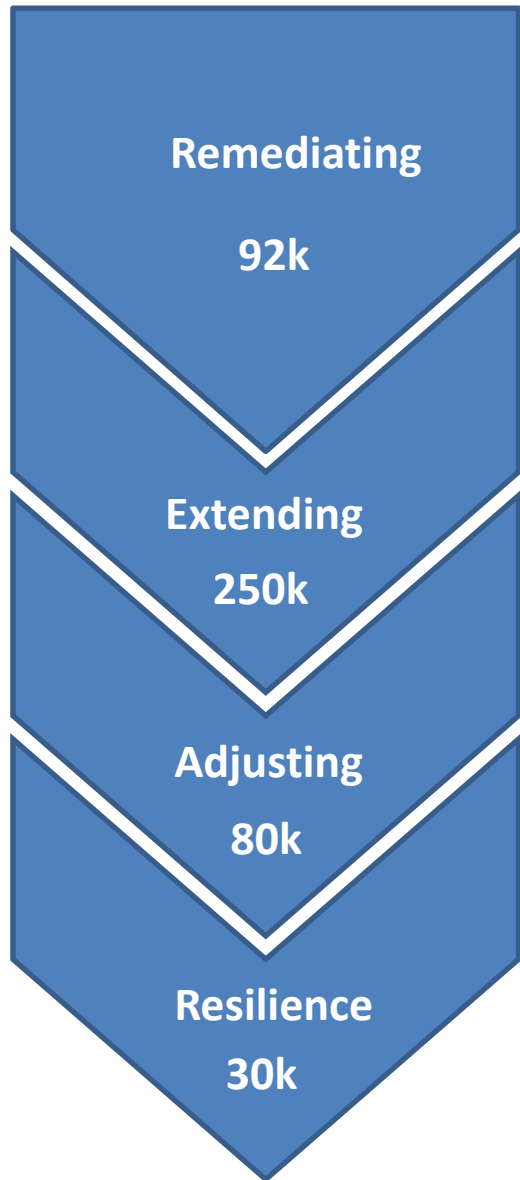 Remediating
92k
Extending
250k
Adjusting
80k
Resilience
30k